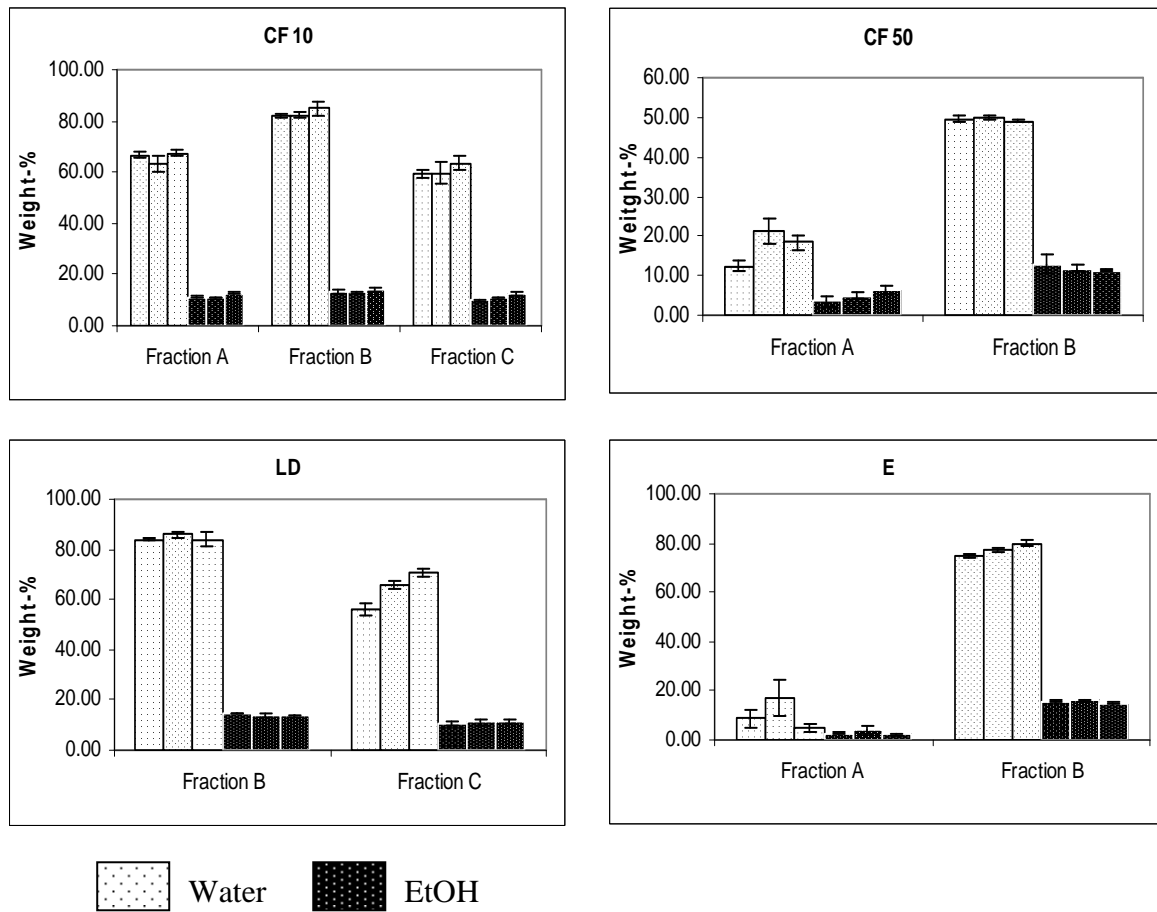 CF 10
100.00
80.00
60.00
40.00
20.00
0.00
Weight-%
Fraction A Fraction B Fraction C
CF 50
60.00
50.00
40.00
30.00
20.00
10.00
0.00
Weitght-%
Fraction A Fraction B
LD
100.00
80.00
60.00
40.00
20.00
0.00
Weight-%
Fraction B Fraction C
E
100.00
80.00
60.00
40.00
20.00
0.00
Weight-%
Fraction A Fraction B
Water EtOH